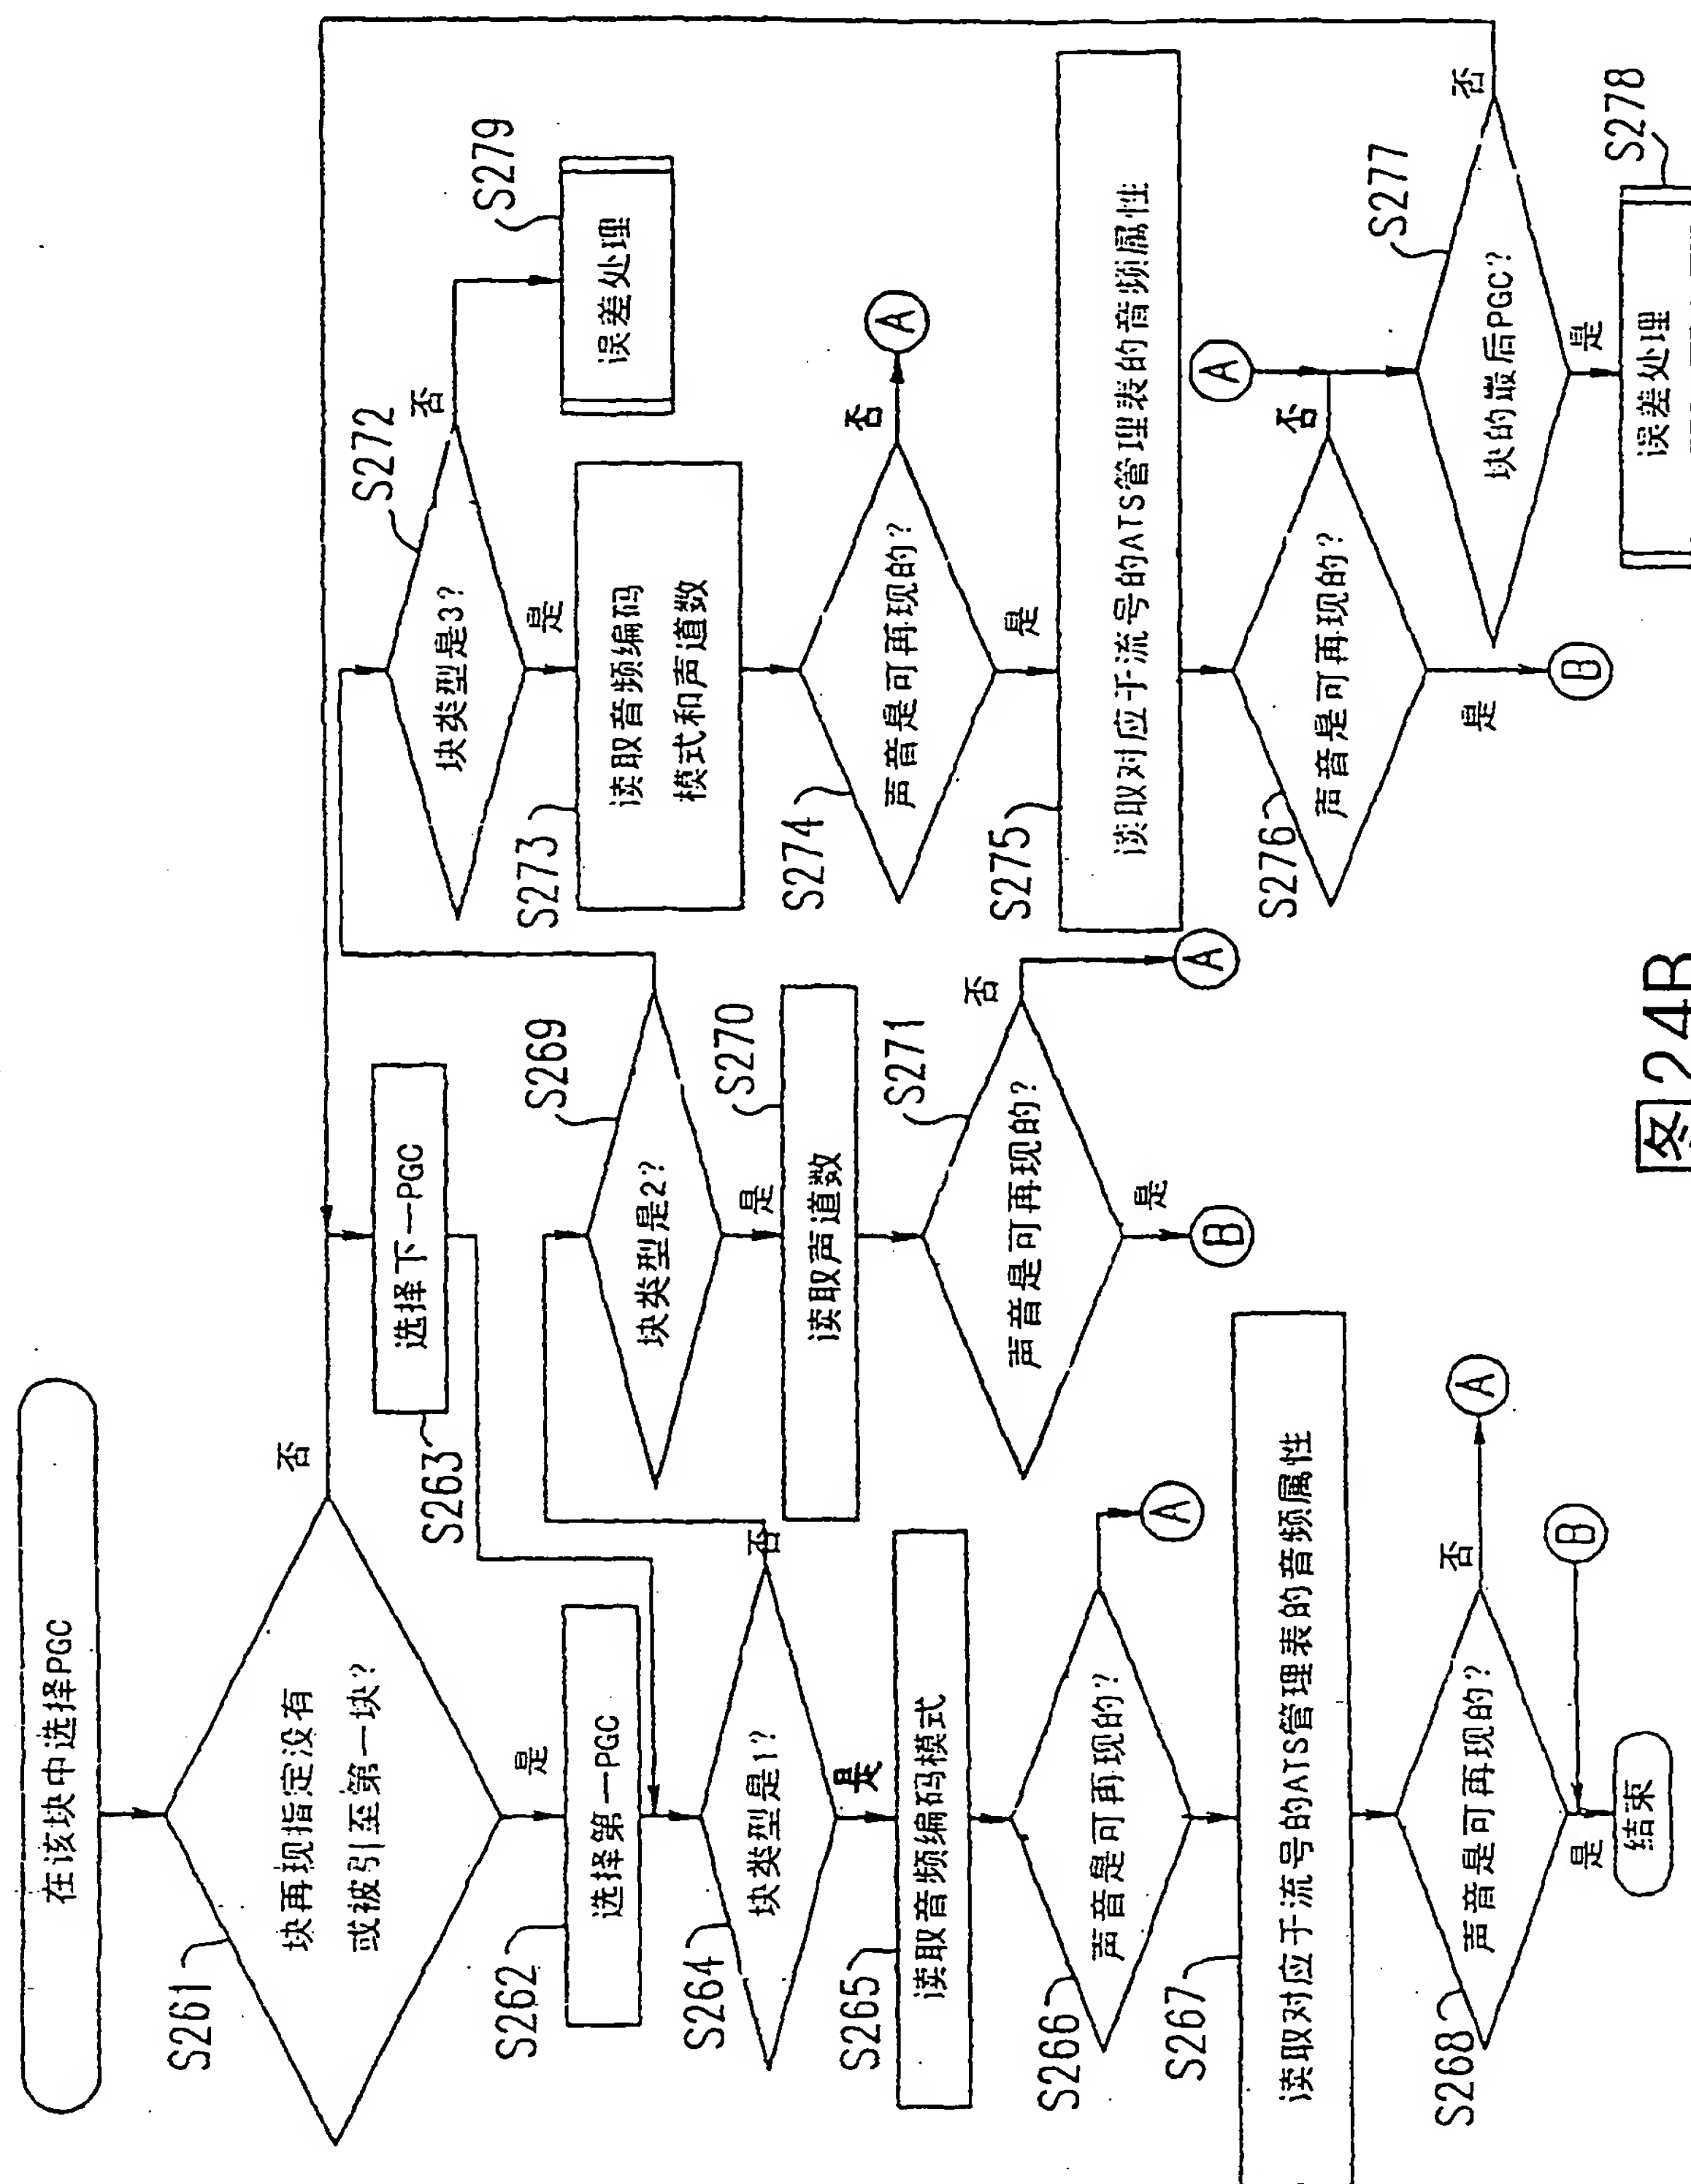 在该块中选择PGC
S261
块再现指定没有
或被引至第一块?
否
是
S262
选择第一PGC
S263
选择下一PGC
S264
块类型是1?
否
是
S265
读取音频编码模式
S266
声音是可再现的?
A
S267
读取对应于流号的ATS管理表的音频属性
S268
声音是可再现的?
否
A
是
B
结束
S269
块类型是2?
是
S270
读取声道数
S271
声音是可再现的?
否
A
是
B
S272
块类型是3?
否
S279
误差处理
是
S273
读取音频编码
模式和声道数
S274
声音是可再现的?
否
A
是
S275
读取对应于流号的ATS管理表的音频属性
S276
声音是可再现的?
否
A
是
B
S277
块的最后PGC?
否
是
S278
误差处理
图24B